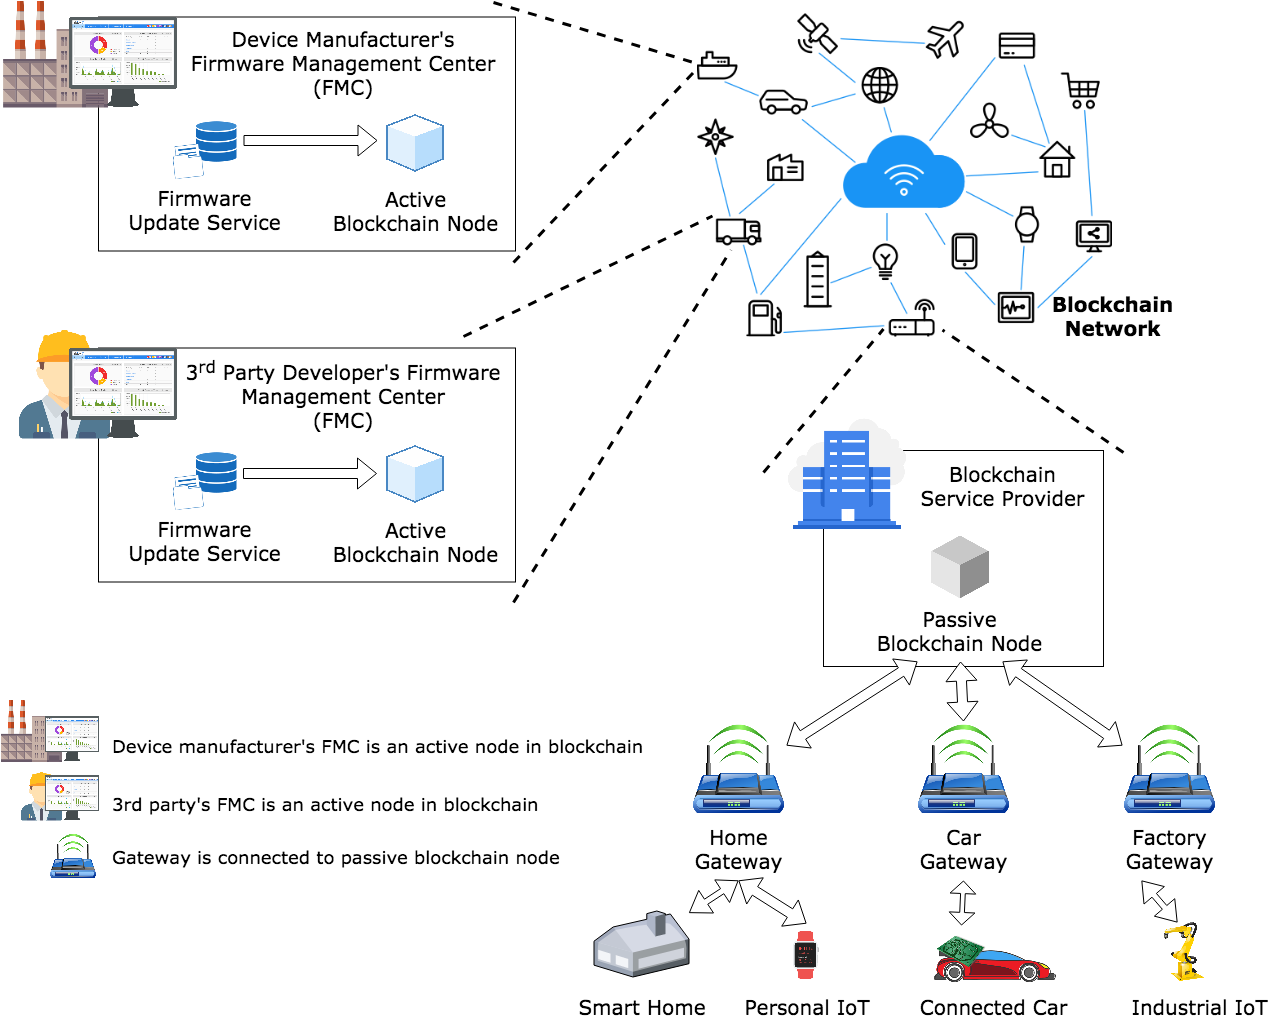 Device Manufacturer's
Firmware Management Center
(FMC)
Firmware
Update Service
Active
Blockchain Node
3rd Party Developer's Firmware
Management Center
(FMC)
Firmware
Update Service
Active
Blockchain Node
Blockchain
Network
Blockchain
Service Provider
Passive
Blockchain Node
Home
Gateway
Car
Gateway
Factory
Gateway
Smart Home
Personal IoT
Connected Car
Industrial IoT
Device manufacturer's FMC is an active node in blockchain
3rd party's FMC is an active node in blockchain
Gateway is connected to passive blockchain node